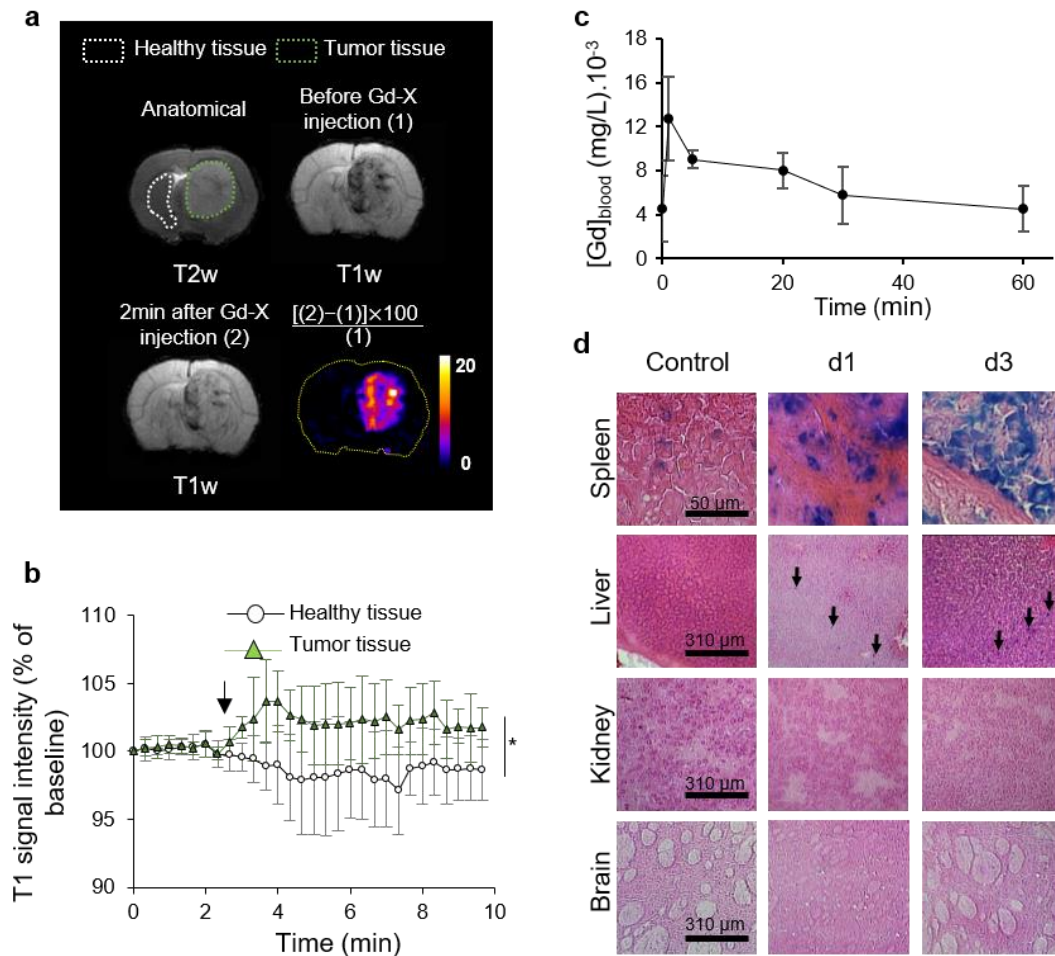 a
Healthy tissue
Tumor tissue
Anatomical
Before Gd-X
injection (1)
T2w
T1w
2min after Gd-X
injection (2)
[(2)−(1)]×100
(1)
20
0
T1w
b
T1 signal intensity (% of
baseline)
110
105
100
95
90
Healthy tissue
Tumor tissue
*
0 2 4 6 8 10
Time (min)
c
[Gd]blood (mg/L).10-3
18
16
12
8
4
0
0 20 40 60
Time (min)
d
Control d1 d3
Spleen
50 µm
Liver
310 µm
Kidney
310 µm
Brain
310 µm